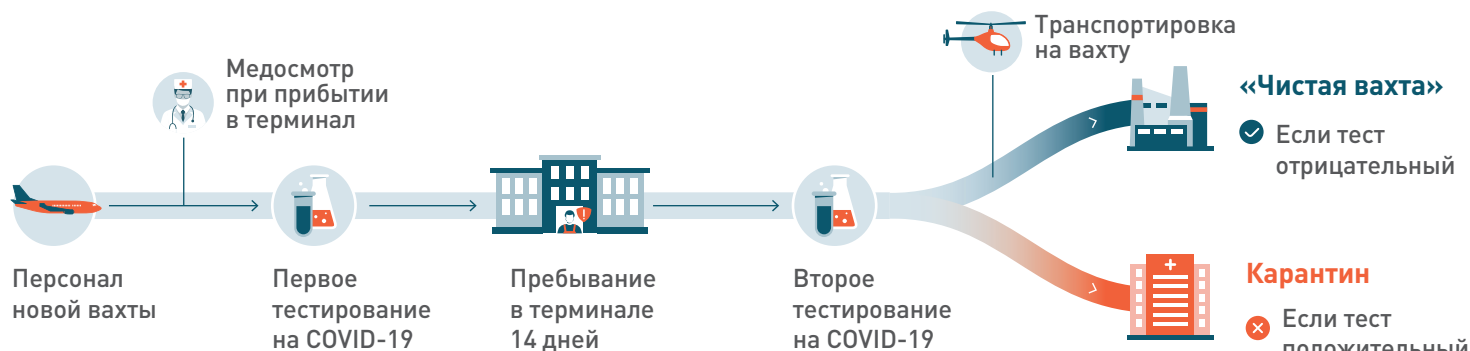 Персонал
новой вахты
Медосмотр
при прибытии
в терминал
Первое
тестирование
на COVID-19
Пребывание
в терминале
14 дней
Второе
тестирование
на COVID-19
Транспортировка
на вахту
«Чистая вахта»
Если тест
отрицательный
Карантин
Если тест
положительный